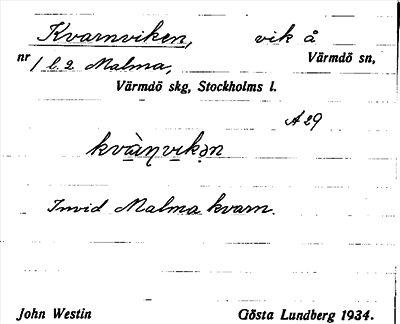 Kvarnviken, vik å
nr 1 l. 2 Malma, Värmdö sn,
Värmdö skg, Stockholms l.
A 29
kvàṇvikən
Invid Malma kvarn.
John Westin Gösta Lundberg 1934.